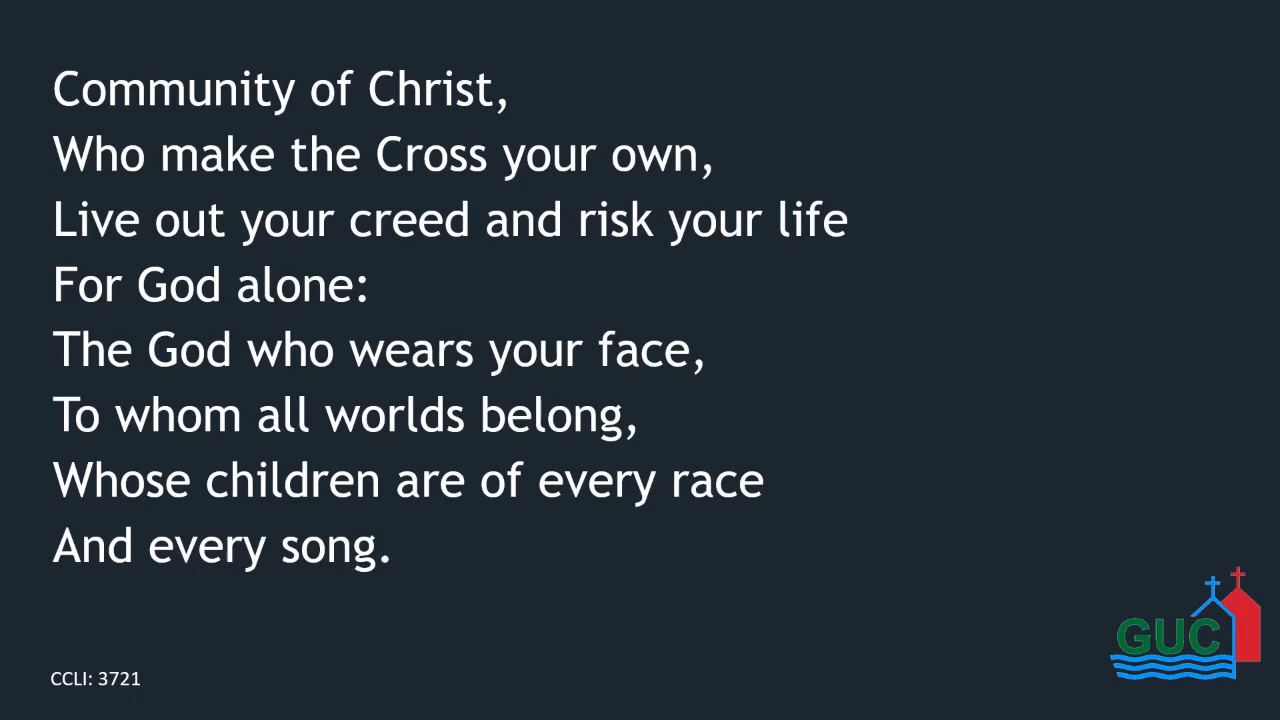 Community of Christ,
Who make the Cross your own,
Live out your creed and risk your life
For God alone:
The God who wears your face,
To whom all worlds belong,
Whose children are of every race
And every song.
GUC
CCLI: 3721